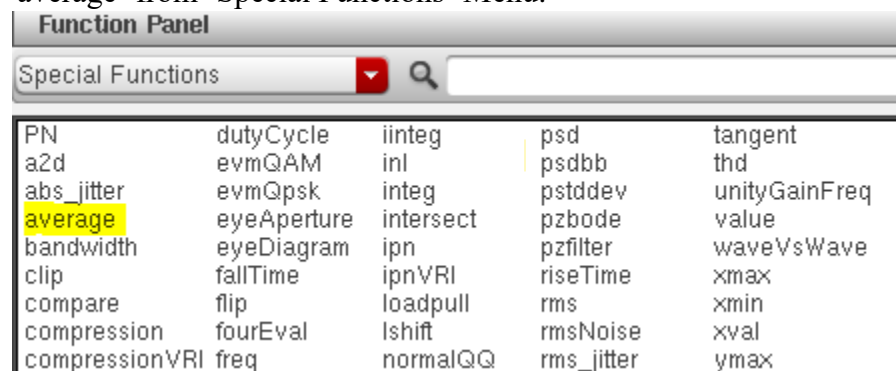 average" from "Special Functions" Menu.
Function Panel
Special Functions
PN dutyCycle iinteg psd tangent
a2d evmQAM inl psdbb thd
abs_jitter evmQpsk integ pstddev unityGainFreq
average eyeAperture intersect pzbode value
bandwidth eyeDiagram ipn pzfilter waveVsWave
clip fallTime ipnVRI riseTime xmax
compare flip loadpull rms xmin
compression fourEval lshift rmsNoise xval
compressionVRI freq normalQQ rms_jitter ymax